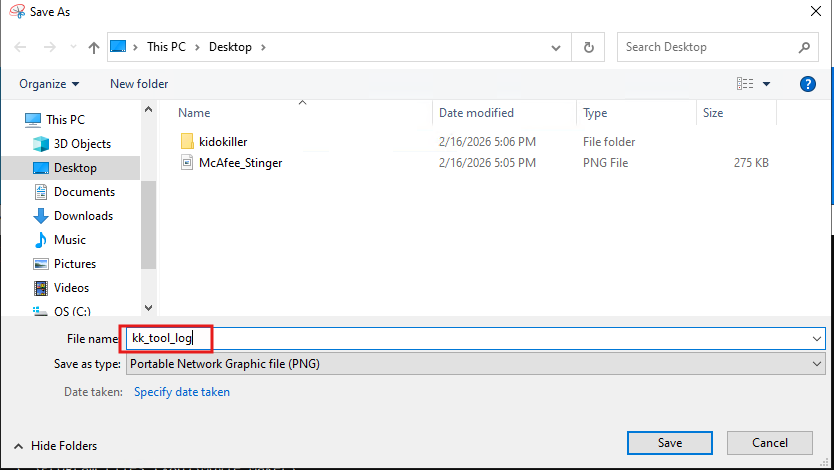 Save As
This PC
Desktop
Search Desktop
Organize
New folder
?
Name
Date modified
Type
Size
This PC
3D Objects
Desktop
Documents
Downloads
Music
Pictures
Videos
OS (C:)
kidokiller 2/16/2026 5:06 PM File folder
McAfee_Stinger 2/16/2026 5:05 PM PNG File 275 KB
File name: kk_tool_log
Save as type: Portable Network Graphic file (PNG)
Date taken: Specify date taken
Hide Folders
Save
Cancel